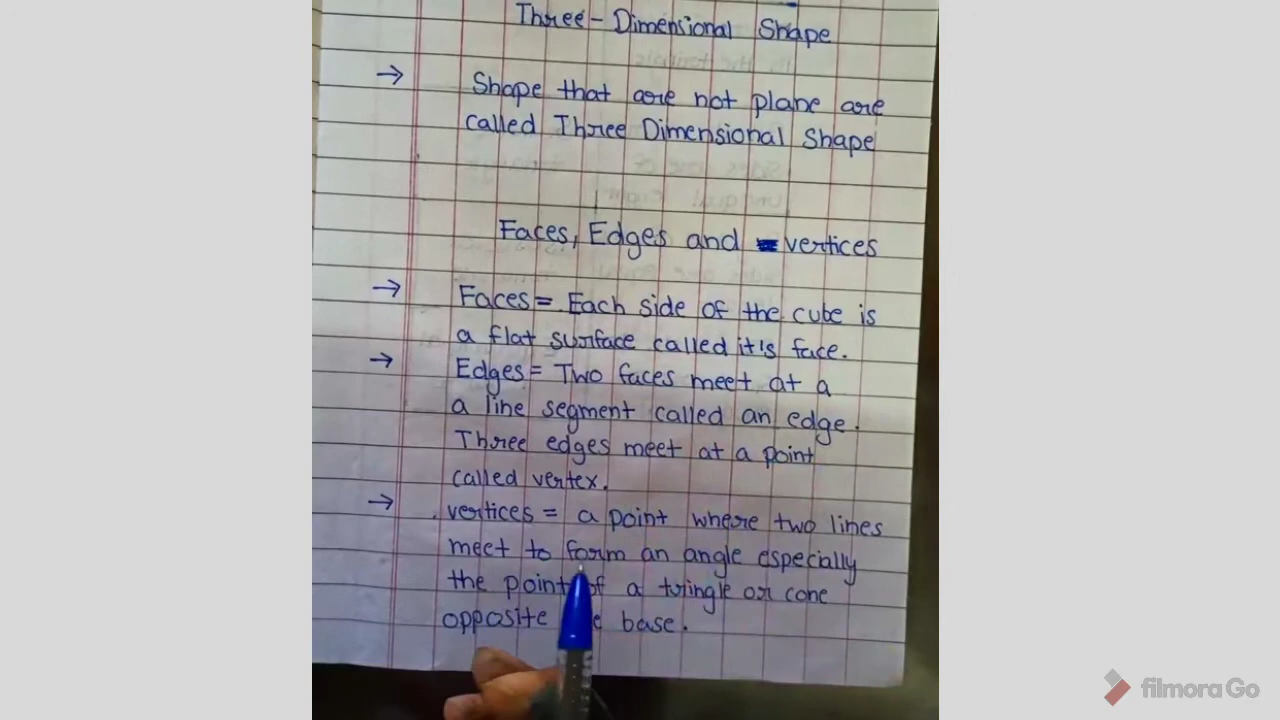 Three-Dimensional Shape
→ Shape that are not plane are
called Three Dimensional Shape
Faces, Edges and vertices
→ Faces = Each side of the cube is
a flat surface called it's face.
→ Edges = Two faces meet at a
a line segment called an edge.
Three edges meet at a point
called vertex.
→ vertices = a point where two lines
meet to form an angle especially
the point of a tringle or cone
opposite base.
filmora Go